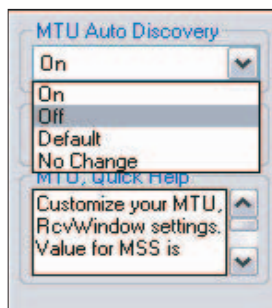 MTU Auto Discovery
On
On
Off
Default
No Change
MTU, Quick Help
Customize your MTU,
RcvWindow settings.
Value for MSS is